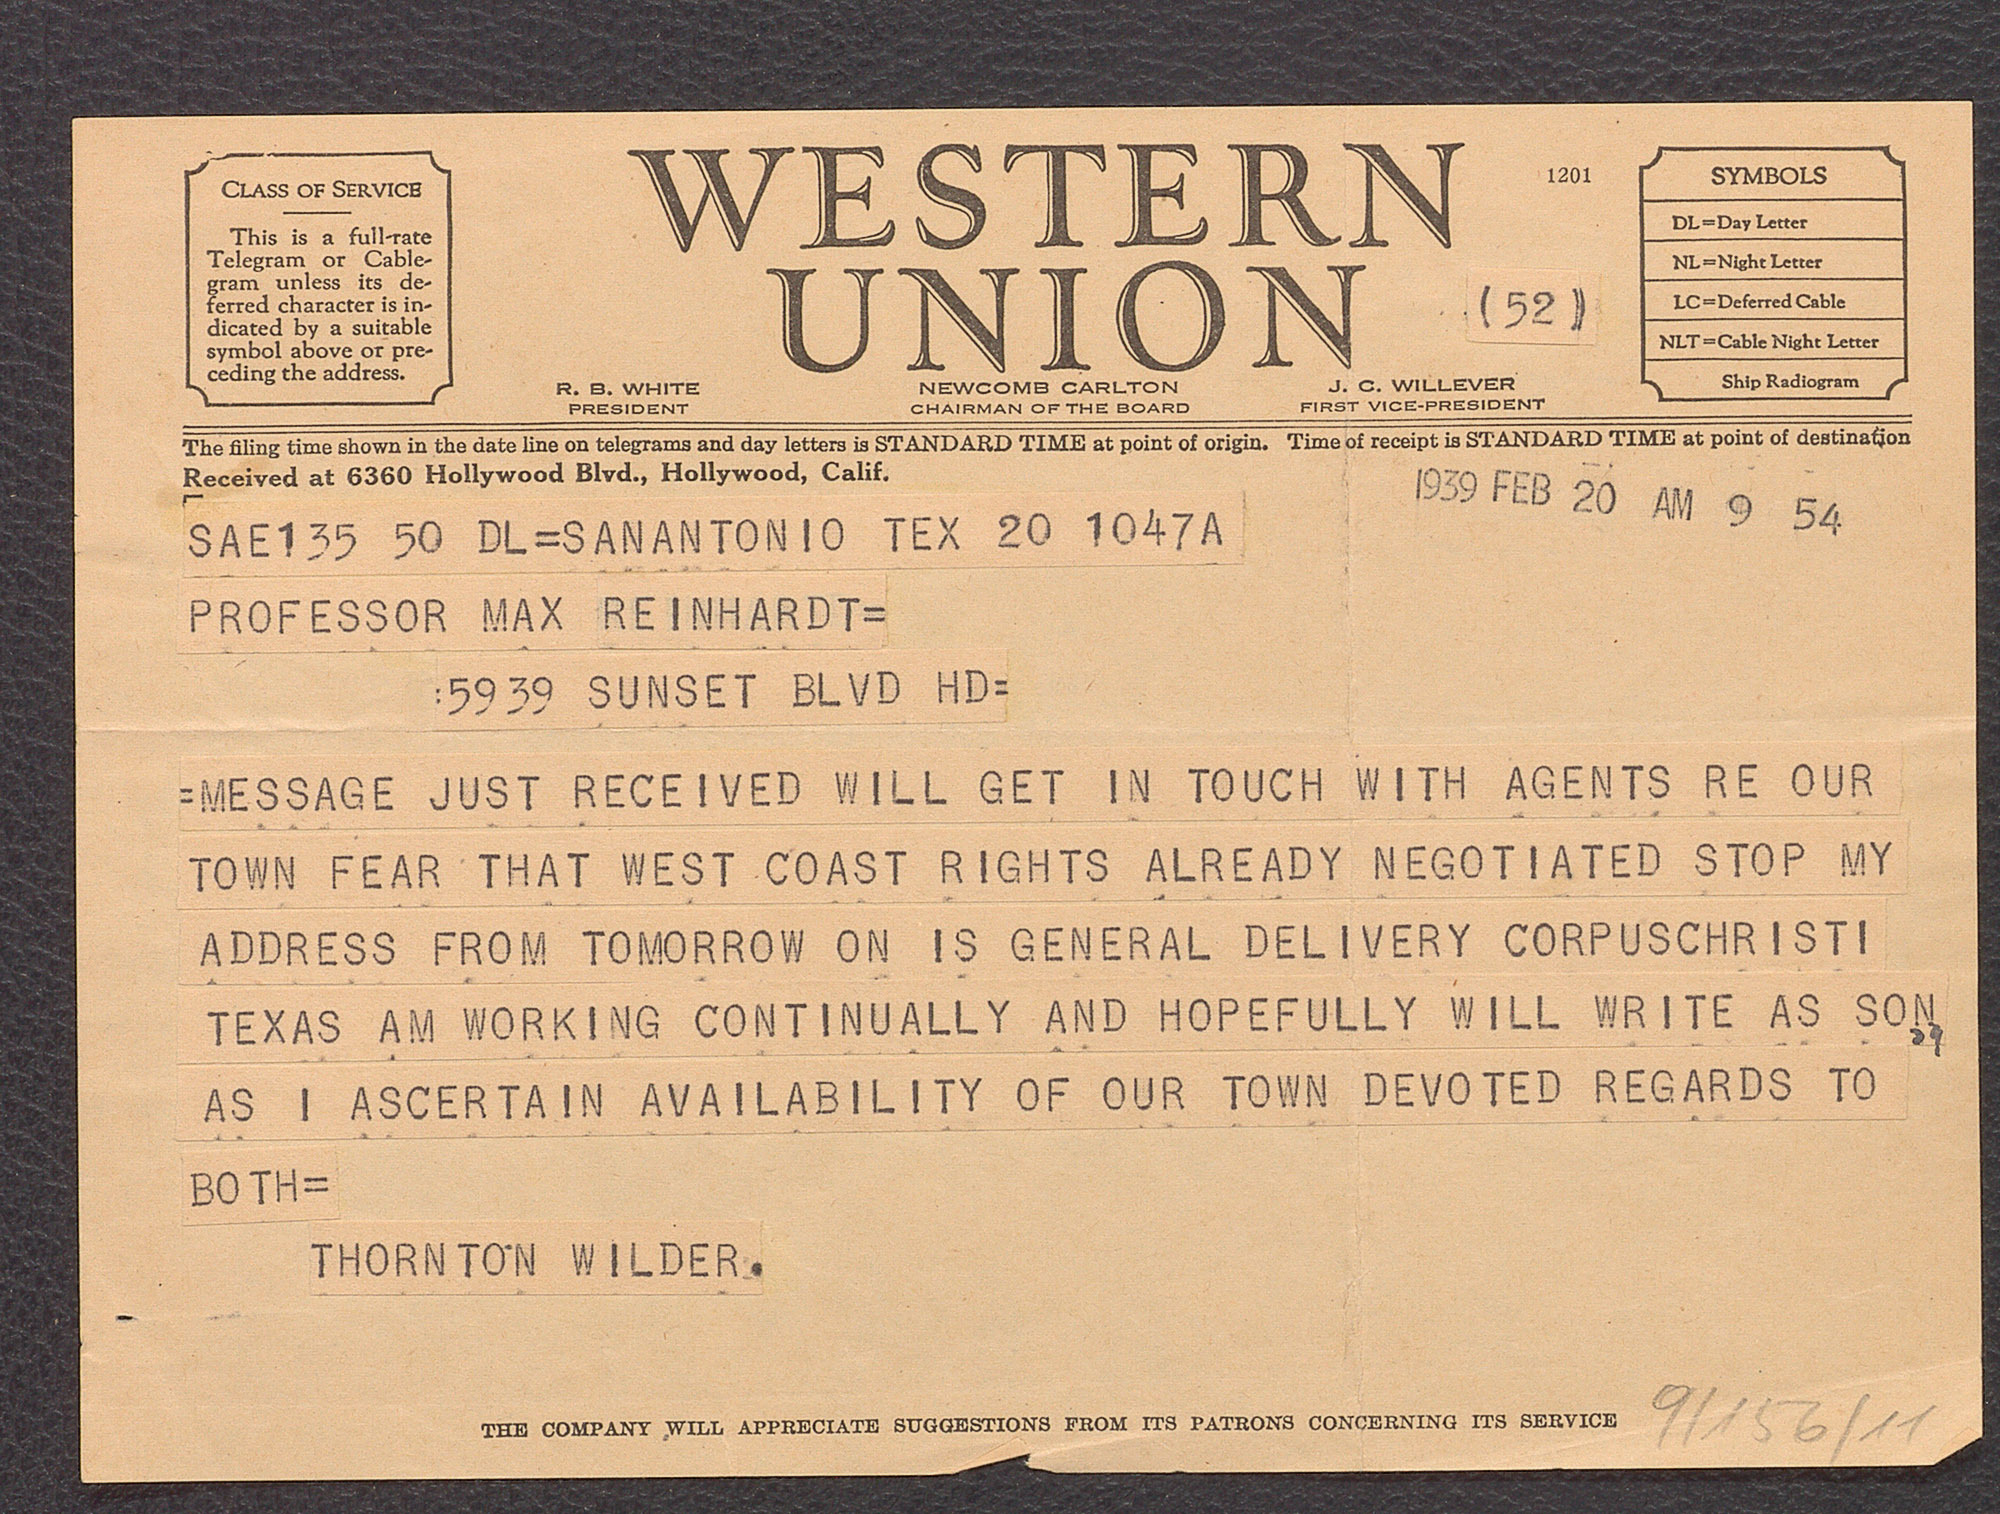 CLASS OF SERVICE
This is a full-rate
Telegram or Cable-
gram unless its de-
ferred character is in-
dicated by a suitable
symbol above or pre-
ceding the address.
WESTERN
UNION
1201
(52)
R. B. WHITE
PRESIDENT
NEWCOMB CARLTON
CHAIRMAN OF THE BOARD
J. C. WILLEVER
FIRST VICE-PRESIDENT
SYMBOLS
DL=Day Letter
NL=Night Letter
LC=Deferred Cable
NLT=Cable Night Letter
Ship Radiogram
The filing time shown in the date line on telegrams and day letters is STANDARD TIME at point of origin. Time of receipt is STANDARD TIME at point of destination
Received at 6360 Hollywood Blvd., Hollywood, Calif.
1939 FEB 20 AM 9 54
SAE135 50 DL=SANANTONIO TEX 20 1047A
PROFESSOR MAX REINHARDT=
:5939 SUNSET BLVD HD=
=MESSAGE JUST RECEIVED WILL GET IN TOUCH WITH AGENTS RE OUR
TOWN FEAR THAT WEST COAST RIGHTS ALREADY NEGOTIATED STOP MY
ADDRESS FROM TOMORROW ON IS GENERAL DELIVERY CORPUSCHRISTI
TEXAS AM WORKING CONTINUALLY AND HOPEFULLY WILL WRITE AS SON
AS I ASCERTAIN AVAILABILITY OF OUR TOWN DEVOTED REGARDS TO
BOTH=
THORNTON WILDER.
THE COMPANY WILL APPRECIATE SUGGESTIONS FROM ITS PATRONS CONCERNING ITS SERVICE
9/156/11